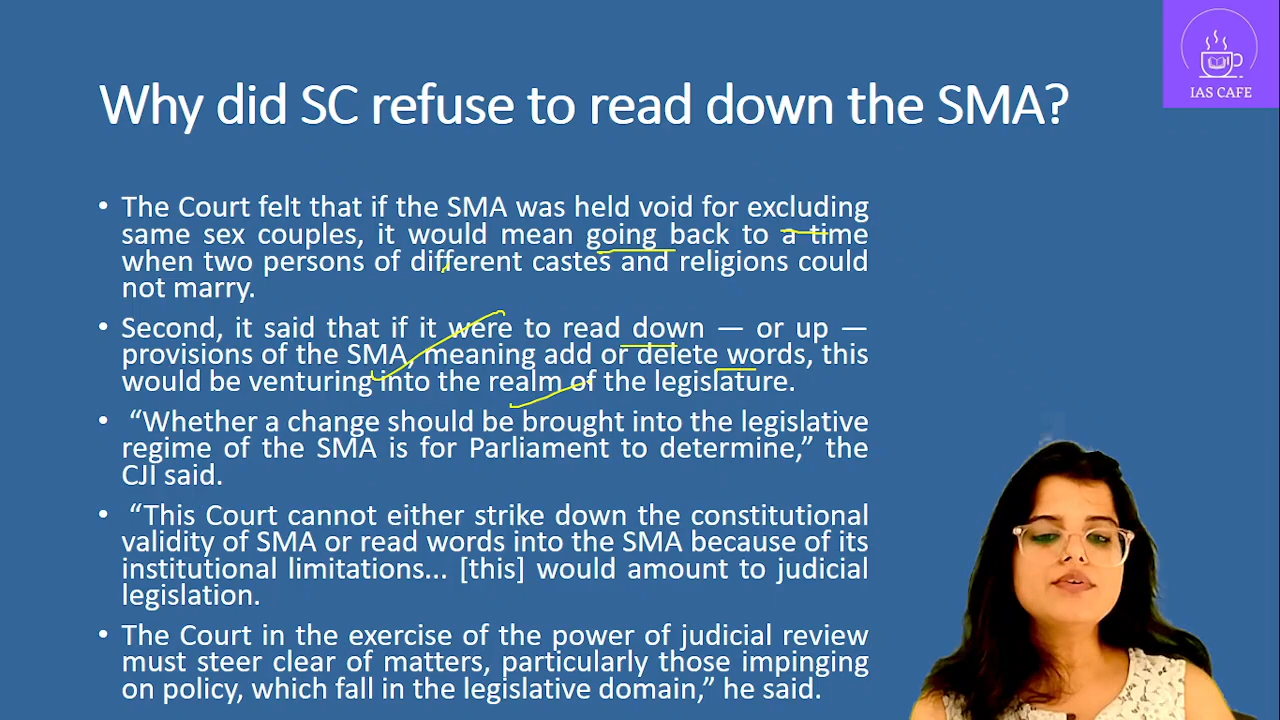 IAS CAFE
Why did SC refuse to read down the SMA?
• The Court felt that if the SMA was held void for excluding
same sex couples, it would mean going back to a time
when two persons of different castes and religions could
not marry.
• Second, it said that if it were to read down — or up —
provisions of the SMA, meaning add or delete words, this
would be venturing into the realm of the legislature.
• “Whether a change should be brought into the legislative
regime of the SMA is for Parliament to determine,” the
CJI said.
• “This Court cannot either strike down the constitutional
validity of SMA or read words into the SMA because of its
institutional limitations... [this] would amount to judicial
legislation.
• The Court in the exercise of the power of judicial review
must steer clear of matters, particularly those impinging
on policy, which fall in the legislative domain,” he said.